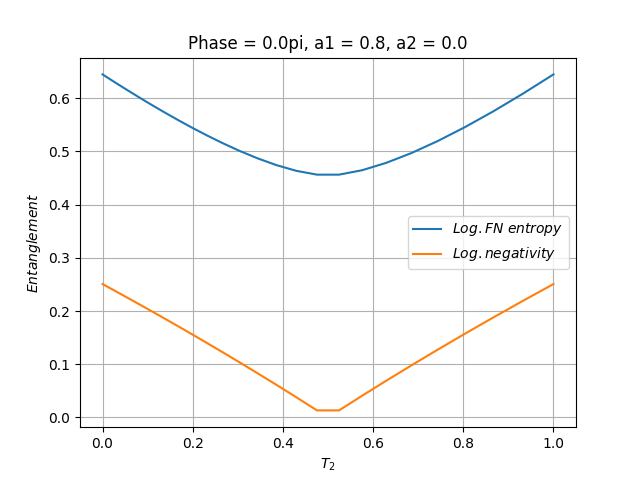 Phase = 0.0pi, a1 = 0.8, a2 = 0.0
Entanglement
0.6
0.5
0.4
0.3
0.2
0.1
0.0
Log.FN entropy
Log.negativity
0.0 0.2 0.4 0.6 0.8 1.0
T₂